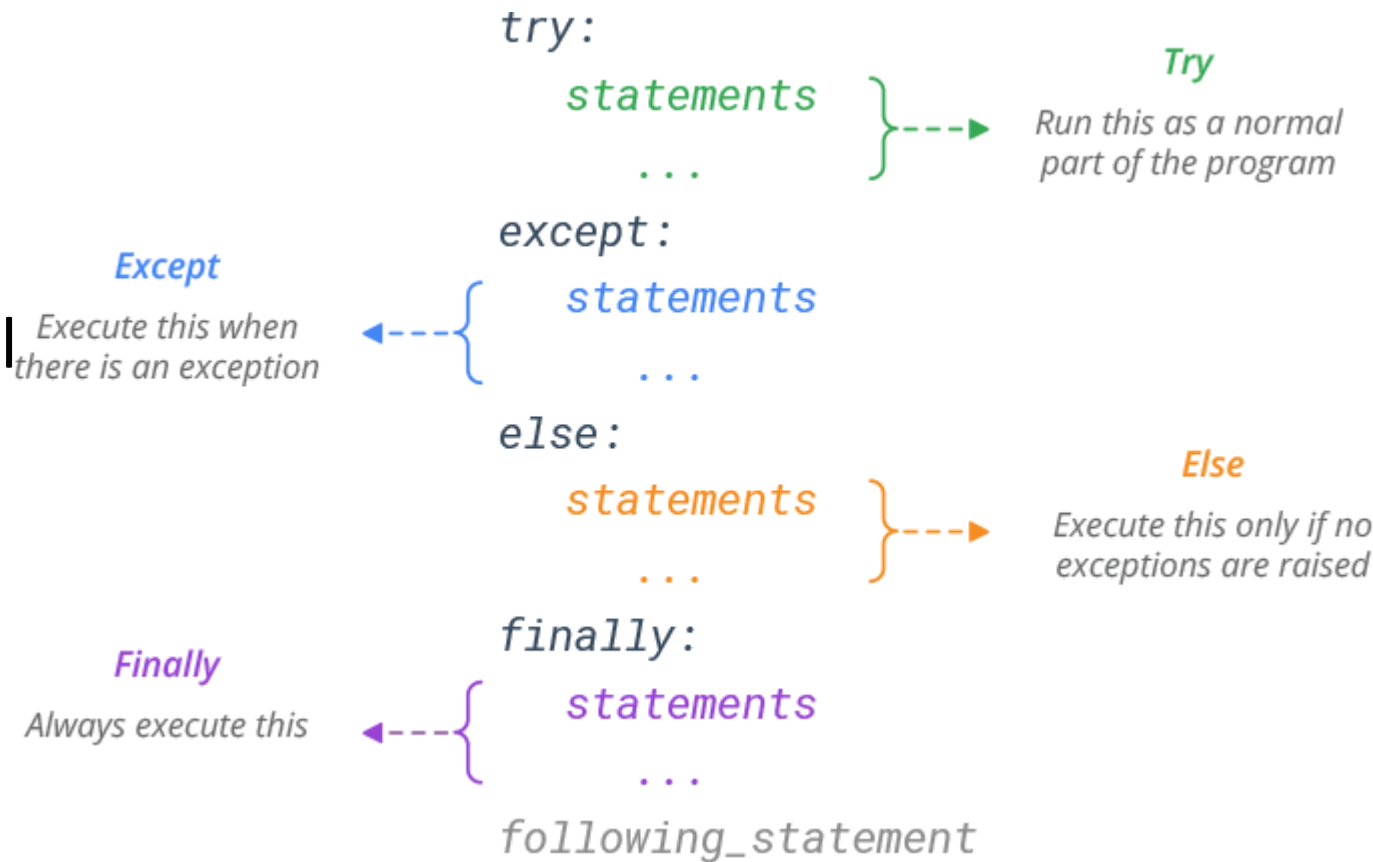 try:
Try
statements
Run this as a normal
part of the program
...
except:
Except
statements
Execute this when
there is an exception
...
else:
Else
statements
Execute this only if no
exceptions are raised
...
finally:
Finally
statements
Always execute this
...
following_statement